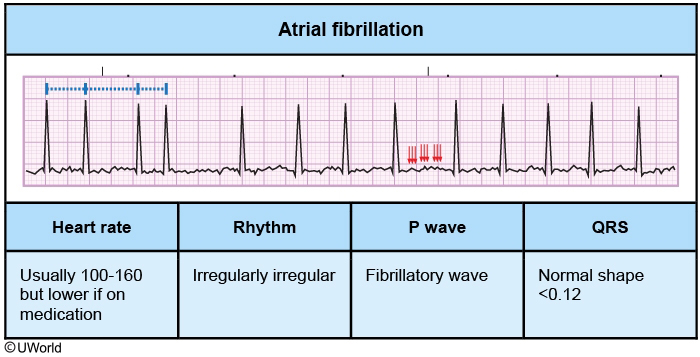 Atrial fibrillation
Heart rate
Rhythm
P wave
QRS
Usually 100-160
but lower if on
medication
Irregularly irregular
Fibrillatory wave
Normal shape
<0.12
©UWorld